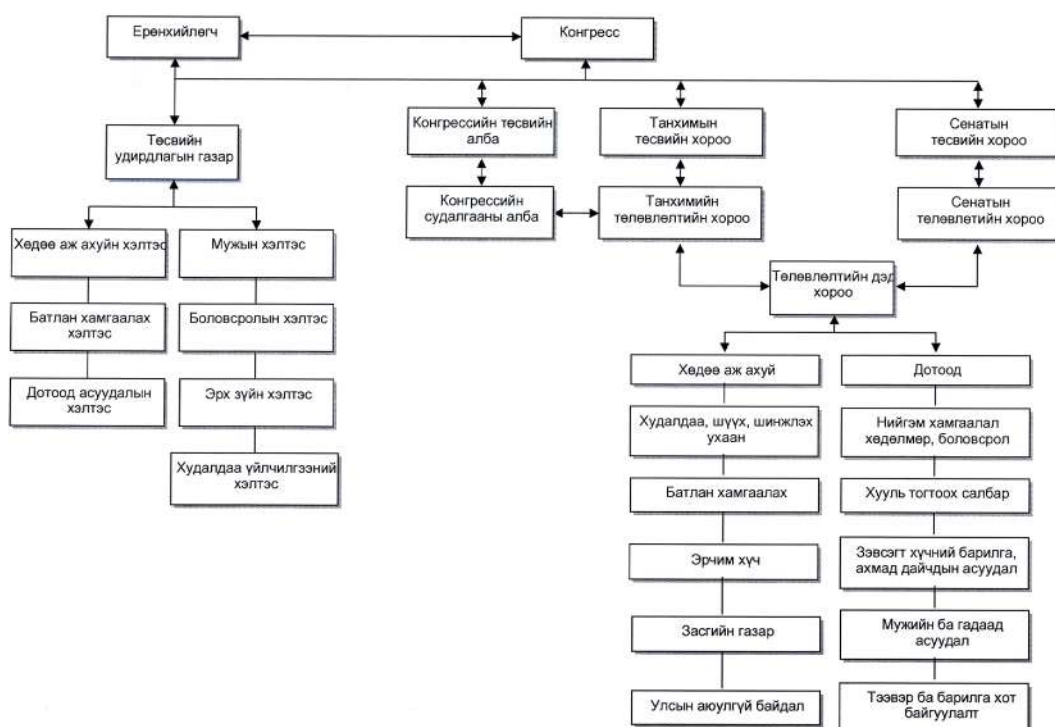 Ерөнхийлөгч
Конгресс
Төсвийн
удирдлагын газар
Конгрессийн төсвийн
алба
Танхимын
төсвийн хороо
Сенатын
төсвийн хороо
Конгрессийн
судалгааны алба
Танхимийн
төлөвлөлтийн хороо
Сенатын
төлөвлөтийн хороо
Хөдөө аж ахуйн хэлтэс
Мужын хэлтэс
Төлөвлөлтийн дэд
хороо
Батлан хамгаалах
хэлтэс
Боловсролын хэлтэс
Дотоод асуудалын
хэлтэс
Эрх зүйн хэлтэс
Худалдаа үйлчилгээний
хэлтэс
Хөдөө аж ахуй
Дотоод
Худалдаа, шүүх, шинжлэх
ухаан
Нийгэм хамгаалал
хөдөлмөр, боловсрол
Батлан хамгаалах
Хууль тогтоох салбар
Эрчим хүч
Зэвсэгт хүчний барилга,
ахмад дайчдын асуудал
Засгийн газар
Мужийн ба гадаад
асуудал
Улсын аюулгүй байдал
Тээвэр ба барилга хот
байгуулалт